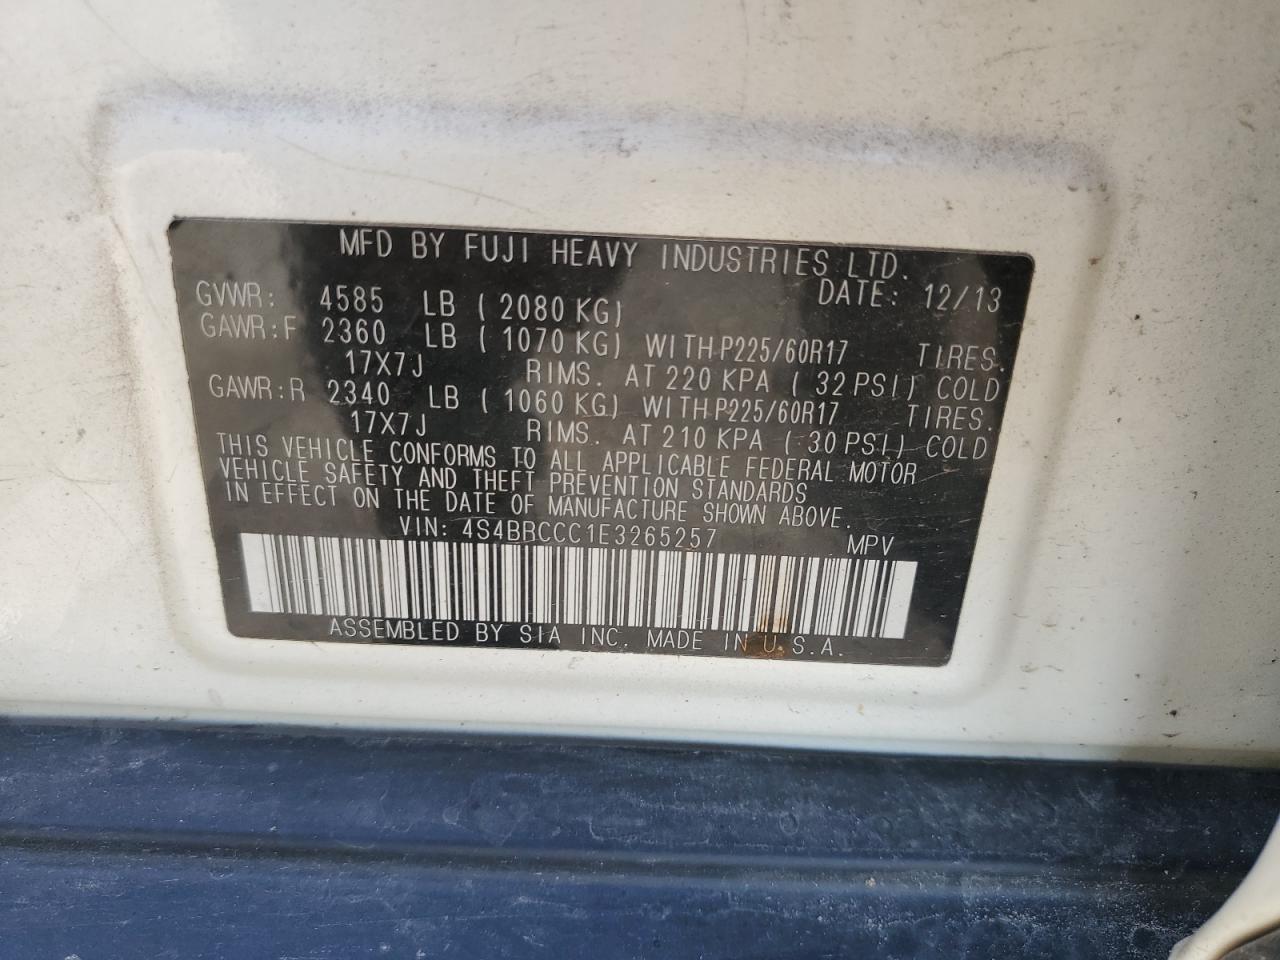 MFD BY FUJI HEAVY INDUSTRIES LTD.
GVWR: 4585 LB ( 2080 KG) DATE: 12/13
GAWR:F 2360 LB ( 1070 KG) WITH P225/60R17 TIRES.
17X7J RIMS. AT 220 KPA ( 32 PSI) COLD
GAWR:R 2340 LB ( 1060 KG) WITH P225/60R17 TIRES.
17X7J RIMS. AT 210 KPA ( 30 PSI) COLD
THIS VEHICLE CONFORMS TO ALL APPLICABLE FEDERAL MOTOR
VEHICLE SAFETY AND THEFT PREVENTION STANDARDS
IN EFFECT ON THE DATE OF MANUFACTURE SHOWN ABOVE.
VIN: 4S4BRCCC1E3265257 MPV
ASSEMBLED BY SIA INC. MADE IN U.S.A.